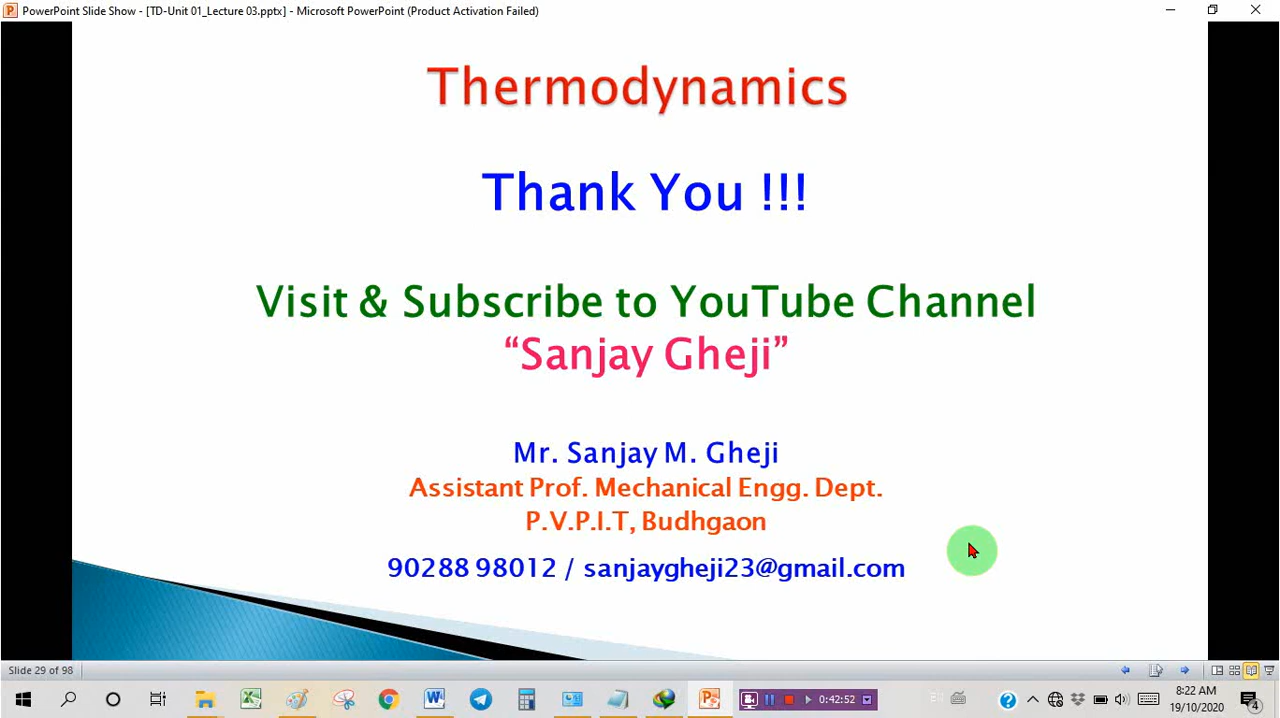 PowerPoint Slide Show - [TD-Unit 01_Lecture 03.pptx] - Microsoft PowerPoint (Product Activation Failed)
Thermodynamics
Thank You !!!
Visit & Subscribe to YouTube Channel
“Sanjay Gheji”
Mr. Sanjay M. Gheji
Assistant Prof. Mechanical Engg. Dept.
P.V.P.I.T, Budhgaon
90288 98012 / sanjaygheji23@gmail.com
Slide 29 of 98
0:42:52
8:22 AM
19/10/2020
4